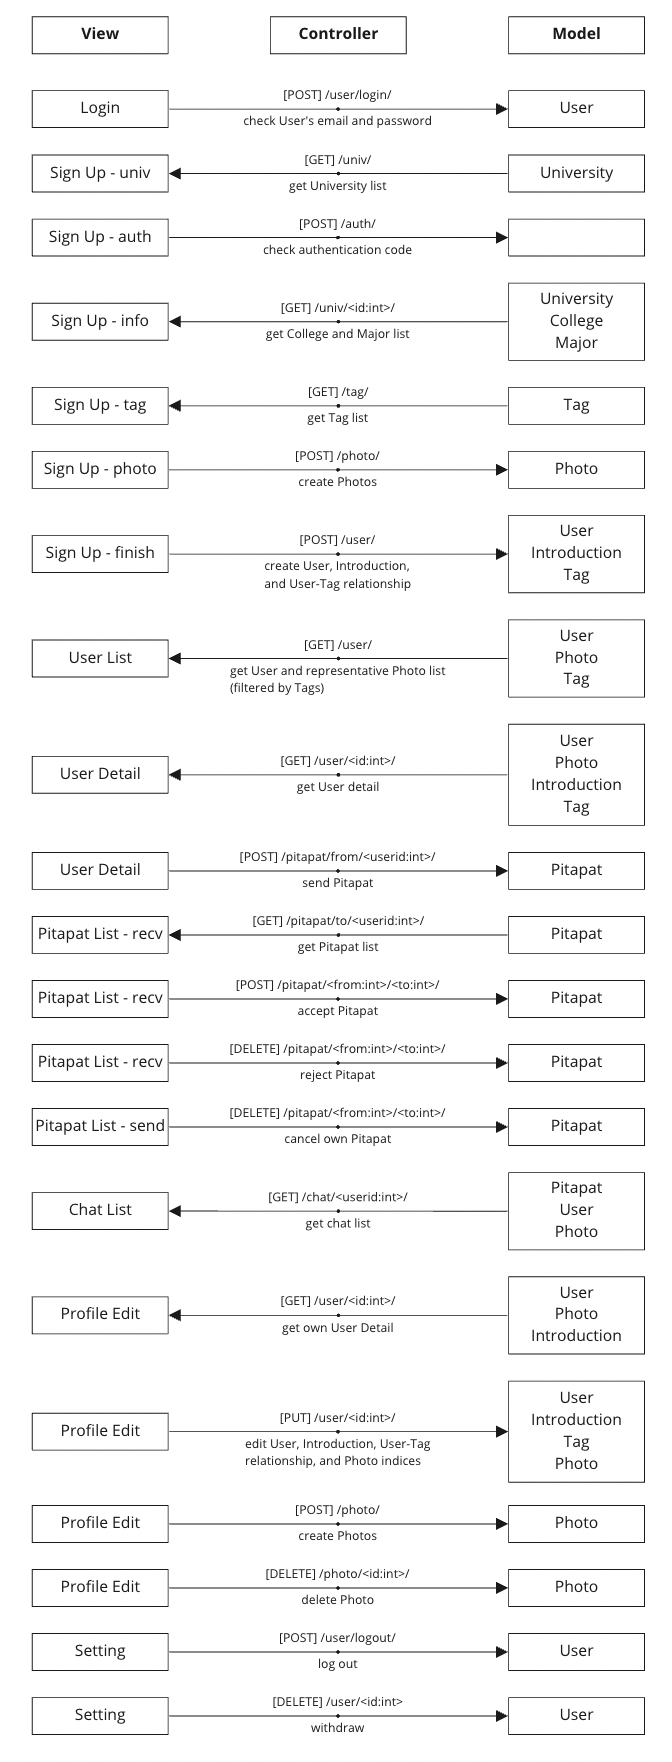 View
Controller
Model
Login
[POST] /user/login/
check User's email and password
User
Sign Up - univ
[GET] /univ/
get University list
University
Sign Up - auth
[POST] /auth/
check authentication code
Sign Up - info
[GET] /univ/<id:int>/
get College and Major list
University
College
Major
Sign Up - tag
[GET] /tag/
get Tag list
Tag
Sign Up - photo
[POST] /photo/
create Photos
Photo
Sign Up - finish
[POST] /user/
create User, Introduction,
and User-Tag relationship
User
Introduction
Tag
User List
[GET] /user/
get User and representative Photo list
(filtered by Tags)
User
Photo
Tag
User Detail
[GET] /user/<id:int>/
get User detail
User
Photo
Introduction
Tag
User Detail
[POST] /pitapat/from/<userid:int>/
send Pitapat
Pitapat
Pitapat List - recv
[GET] /pitapat/to/<userid:int>/
get Pitapat list
Pitapat
Pitapat List - recv
[POST] /pitapat/<from:int>/<to:int>/
accept Pitapat
Pitapat
Pitapat List - recv
[DELETE] /pitapat/<from:int>/<to:int>/
reject Pitapat
Pitapat
Pitapat List - send
[DELETE] /pitapat/<from:int>/<to:int>/
cancel own Pitapat
Pitapat
Chat List
[GET] /chat/<userid:int>/
get chat list
Pitapat
User
Photo
Profile Edit
[GET] /user/<id:int>/
get own User Detail
User
Photo
Introduction
Profile Edit
[PUT] /user/<id:int>/
edit User, Introduction, User-Tag
relationship, and Photo indices
User
Introduction
Tag
Photo
Profile Edit
[POST] /photo/
create Photos
Photo
Profile Edit
[DELETE] /photo/<id:int>/
delete Photo
Photo
Setting
[POST] /user/logout/
log out
User
Setting
[DELETE] /user/<id:int>
withdraw
User